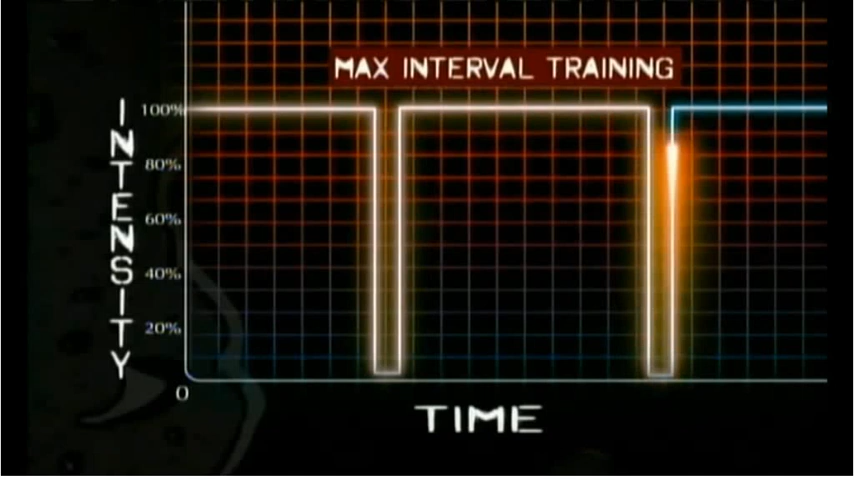 MAX INTERVAL TRAINING
INTENSITY
100%
80%
60%
40%
20%
0
TIME